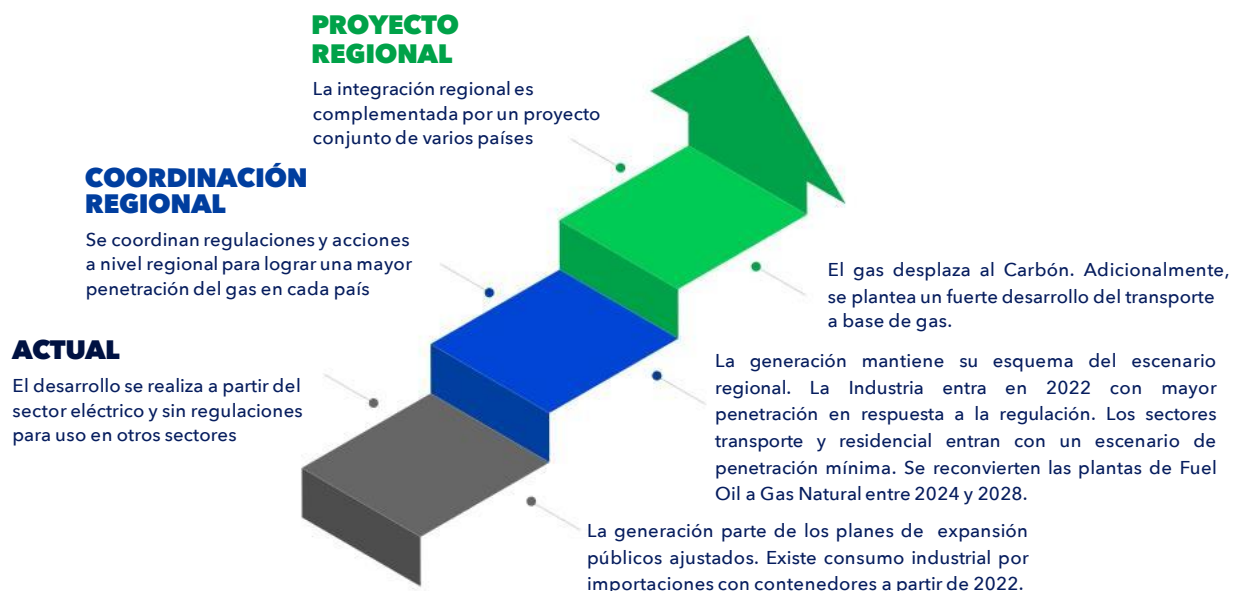 PROYECTO
REGIONAL
La integración regional es
complementada por un proyecto
conjunto de varios países
COORDINACIÓN
REGIONAL
Se coordinan regulaciones y acciones
a nivel regional para lograr una mayor
penetración del gas en cada país
ACTUAL
El desarrollo se realiza a partir del
sector eléctrico y sin regulaciones
para uso en otros sectores
El gas desplaza al Carbón. Adicionalmente,
se plantea un fuerte desarrollo del transporte
a base de gas.
La generación mantiene su esquema del escenario
regional. La Industria entra en 2022 con mayor
penetración en respuesta a la regulación. Los sectores
transporte y residencial entran con un escenario de
penetración mínima. Se reconvierten las plantas de Fuel
Oil a Gas Natural entre 2024 y 2028.
La generación parte de los planes de expansión
públicos ajustados. Existe consumo industrial por
importaciones con contenedores a partir de 2022.